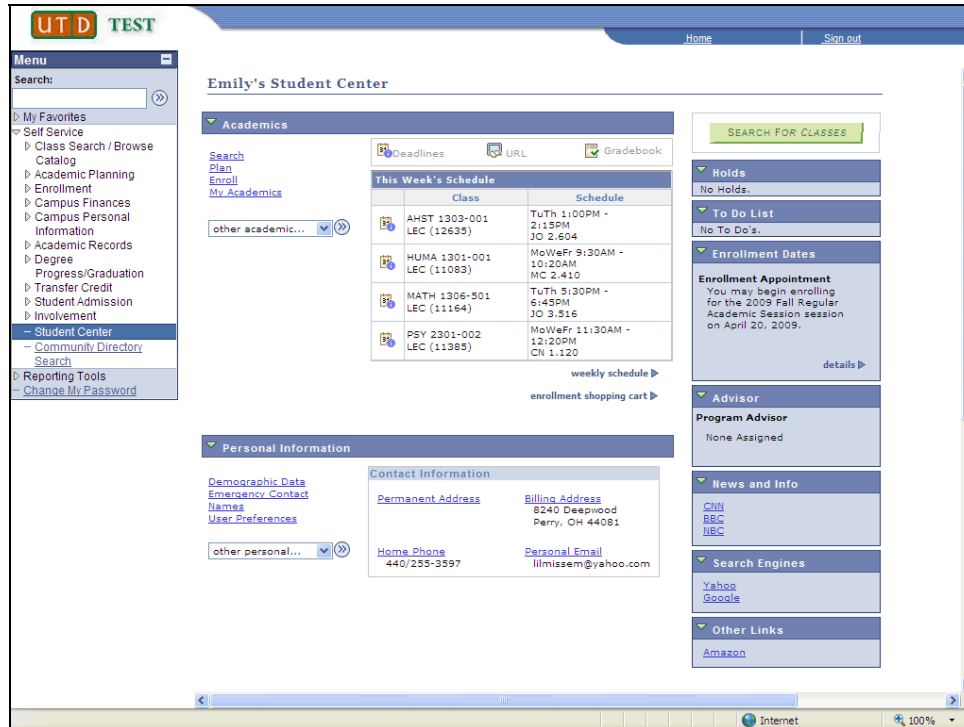 UTD TEST
Home
Sign out
Menu
Search:
My Favorites
Self Service
Class Search / Browse
Catalog
Academic Planning
Enrollment
Campus Finances
Campus Personal
Information
Academic Records
Degree
Progress/Graduation
Transfer Credit
Student Admission
Involvement
– Student Center
– Community Directory
Search
Reporting Tools
– Change My Password
Emily's Student Center
Academics
Search
Plan
Enroll
My Academics
other academic...
Deadlines
URL
Gradebook
This Week's Schedule
Class
Schedule
AHST 1303-001
LEC (12635)
TuTh 1:00PM -
2:15PM
JO 2.604
HUMA 1301-001
LEC (11083)
MoWeFr 9:30AM -
10:20AM
MC 2.410
MATH 1306-501
LEC (11164)
TuTh 5:30PM -
6:45PM
JO 3.516
PSY 2301-002
LEC (11385)
MoWeFr 11:30AM -
12:20PM
CN 1.120
weekly schedule
enrollment shopping cart
Personal Information
Demographic Data
Emergency Contact
Names
User Preferences
other personal...
Contact Information
Permanent Address
Billing Address
8240 Deepwood
Perry, OH 44081
Home Phone
440/255-3597
Personal Email
lilmissem@yahoo.com
SEARCH FOR CLASSES
Holds
No Holds.
To Do List
No To Do's.
Enrollment Dates
Enrollment Appointment
You may begin enrolling
for the 2009 Fall Regular
Academic Session session
on April 20, 2009.
details
Advisor
Program Advisor
None Assigned
News and Info
CNN
BBC
NBC
Search Engines
Yahoo
Google
Other Links
Amazon
Internet
100%